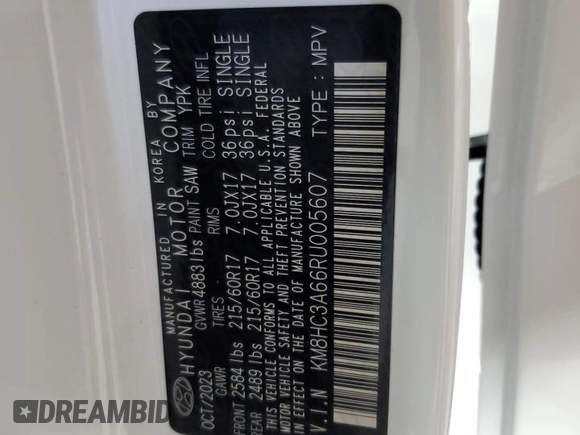 MANUFACTURED IN KOREA BY
HYUNDAI MOTOR COMPANY
OCT/2023 GVWR 4883 lbs PAINT SAW TRIM YPK
GAWR TIRES RIMS COLD TIRE INFL
FRONT 2584 lbs 215/60R17 7.0JX17 36psi SINGLE
REAR 2489 lbs 215/60R17 7.0JX17 36psi SINGLE
THIS VEHICLE CONFORMS TO ALL APPLICABLE U.S.A. FEDERAL
MOTOR VEHICLE SAFETY AND THEFT PREVENTION STANDARDS
IN EFFECT ON THE DATE OF MANUFACTURE SHOWN ABOVE
V.I.N KM8HC3A66RU005607 TYPE : MPV
DREAMBID